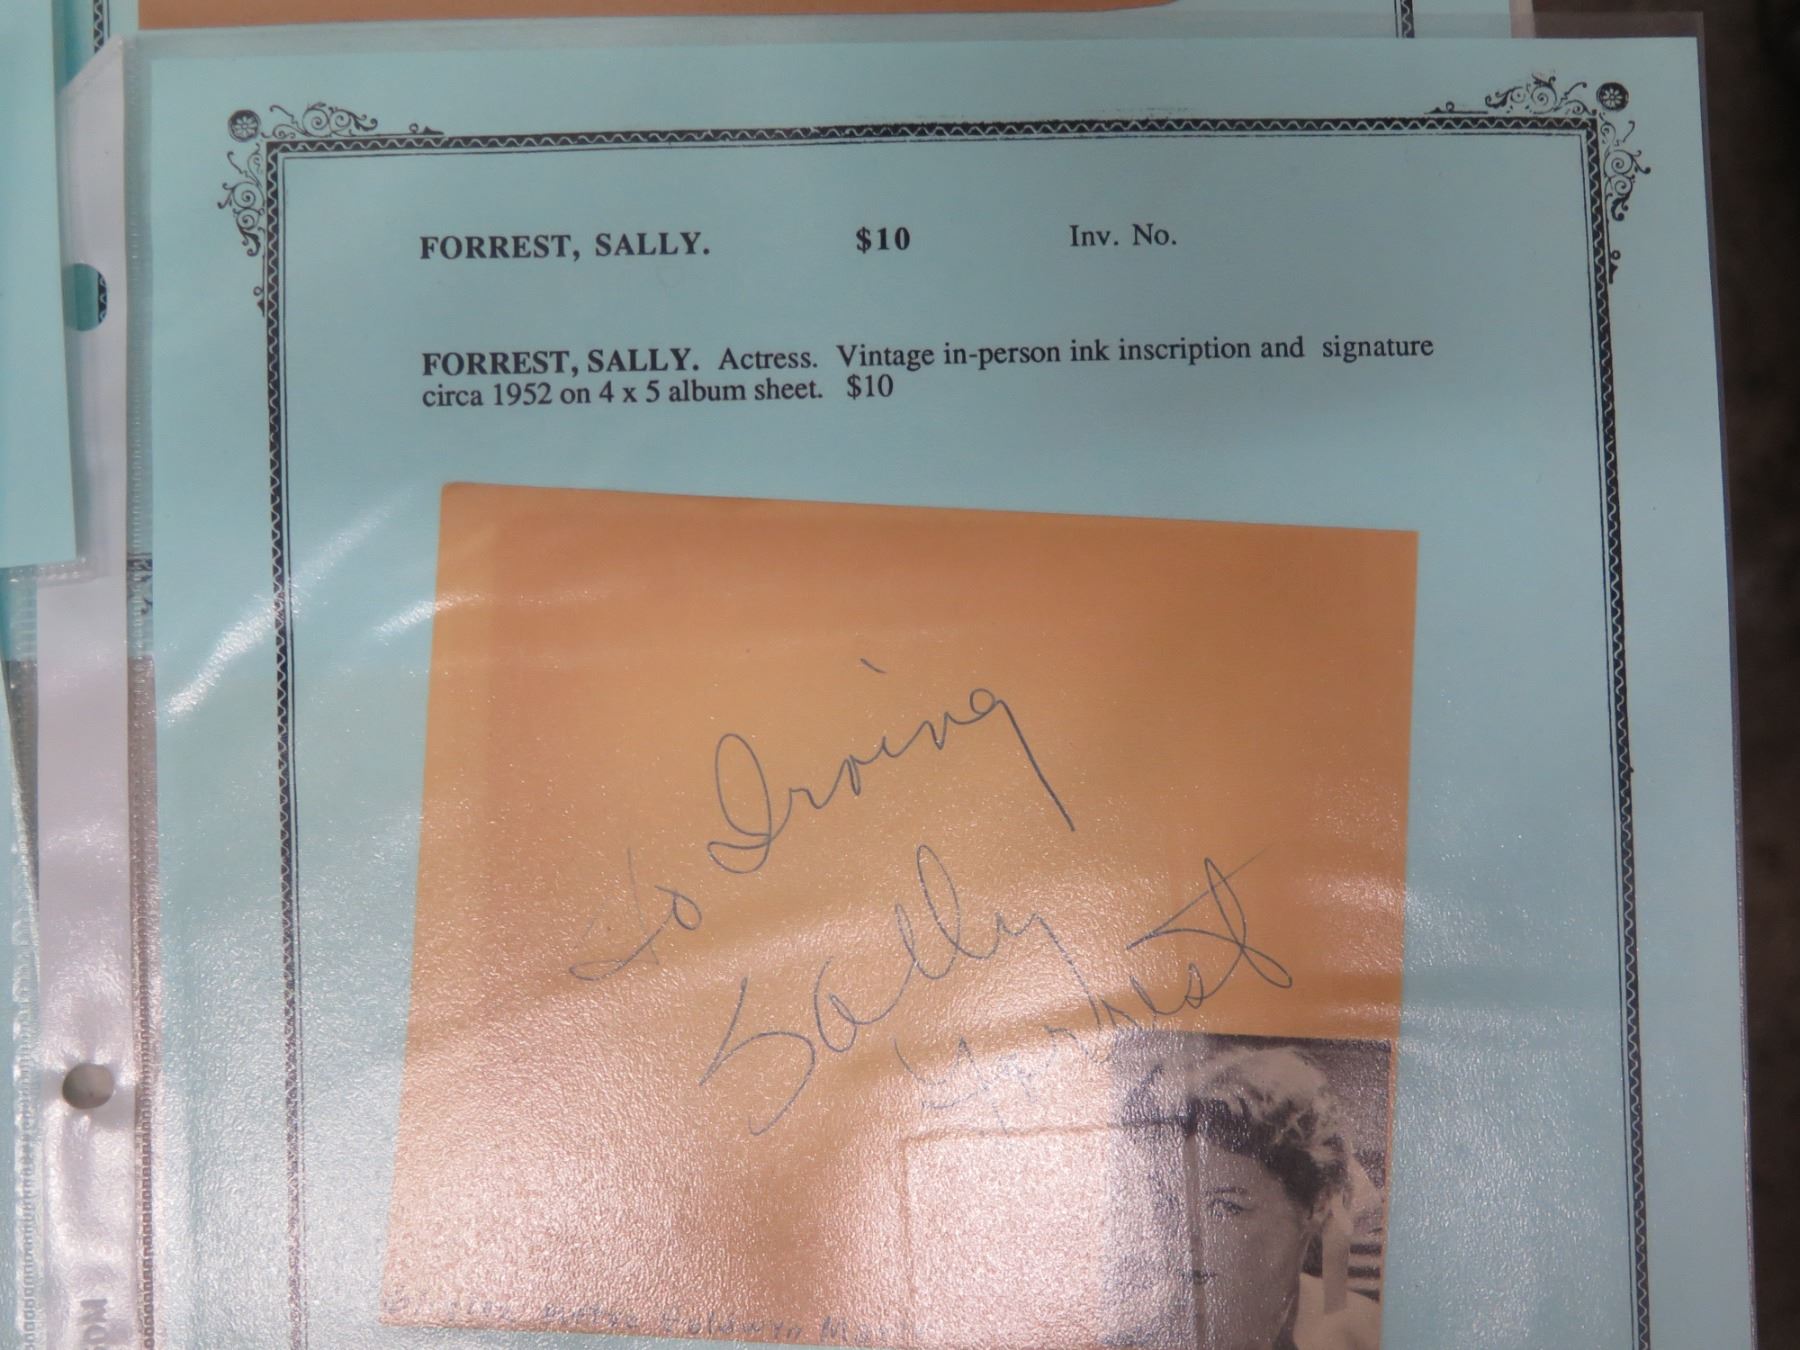 FORREST, SALLY. $10 Inv. No.
FORREST, SALLY. Actress. Vintage in-person ink inscription and signature
circa 1952 on 4 x 5 album sheet. $10
To Irving
Sally
Forrest
Goldwyn